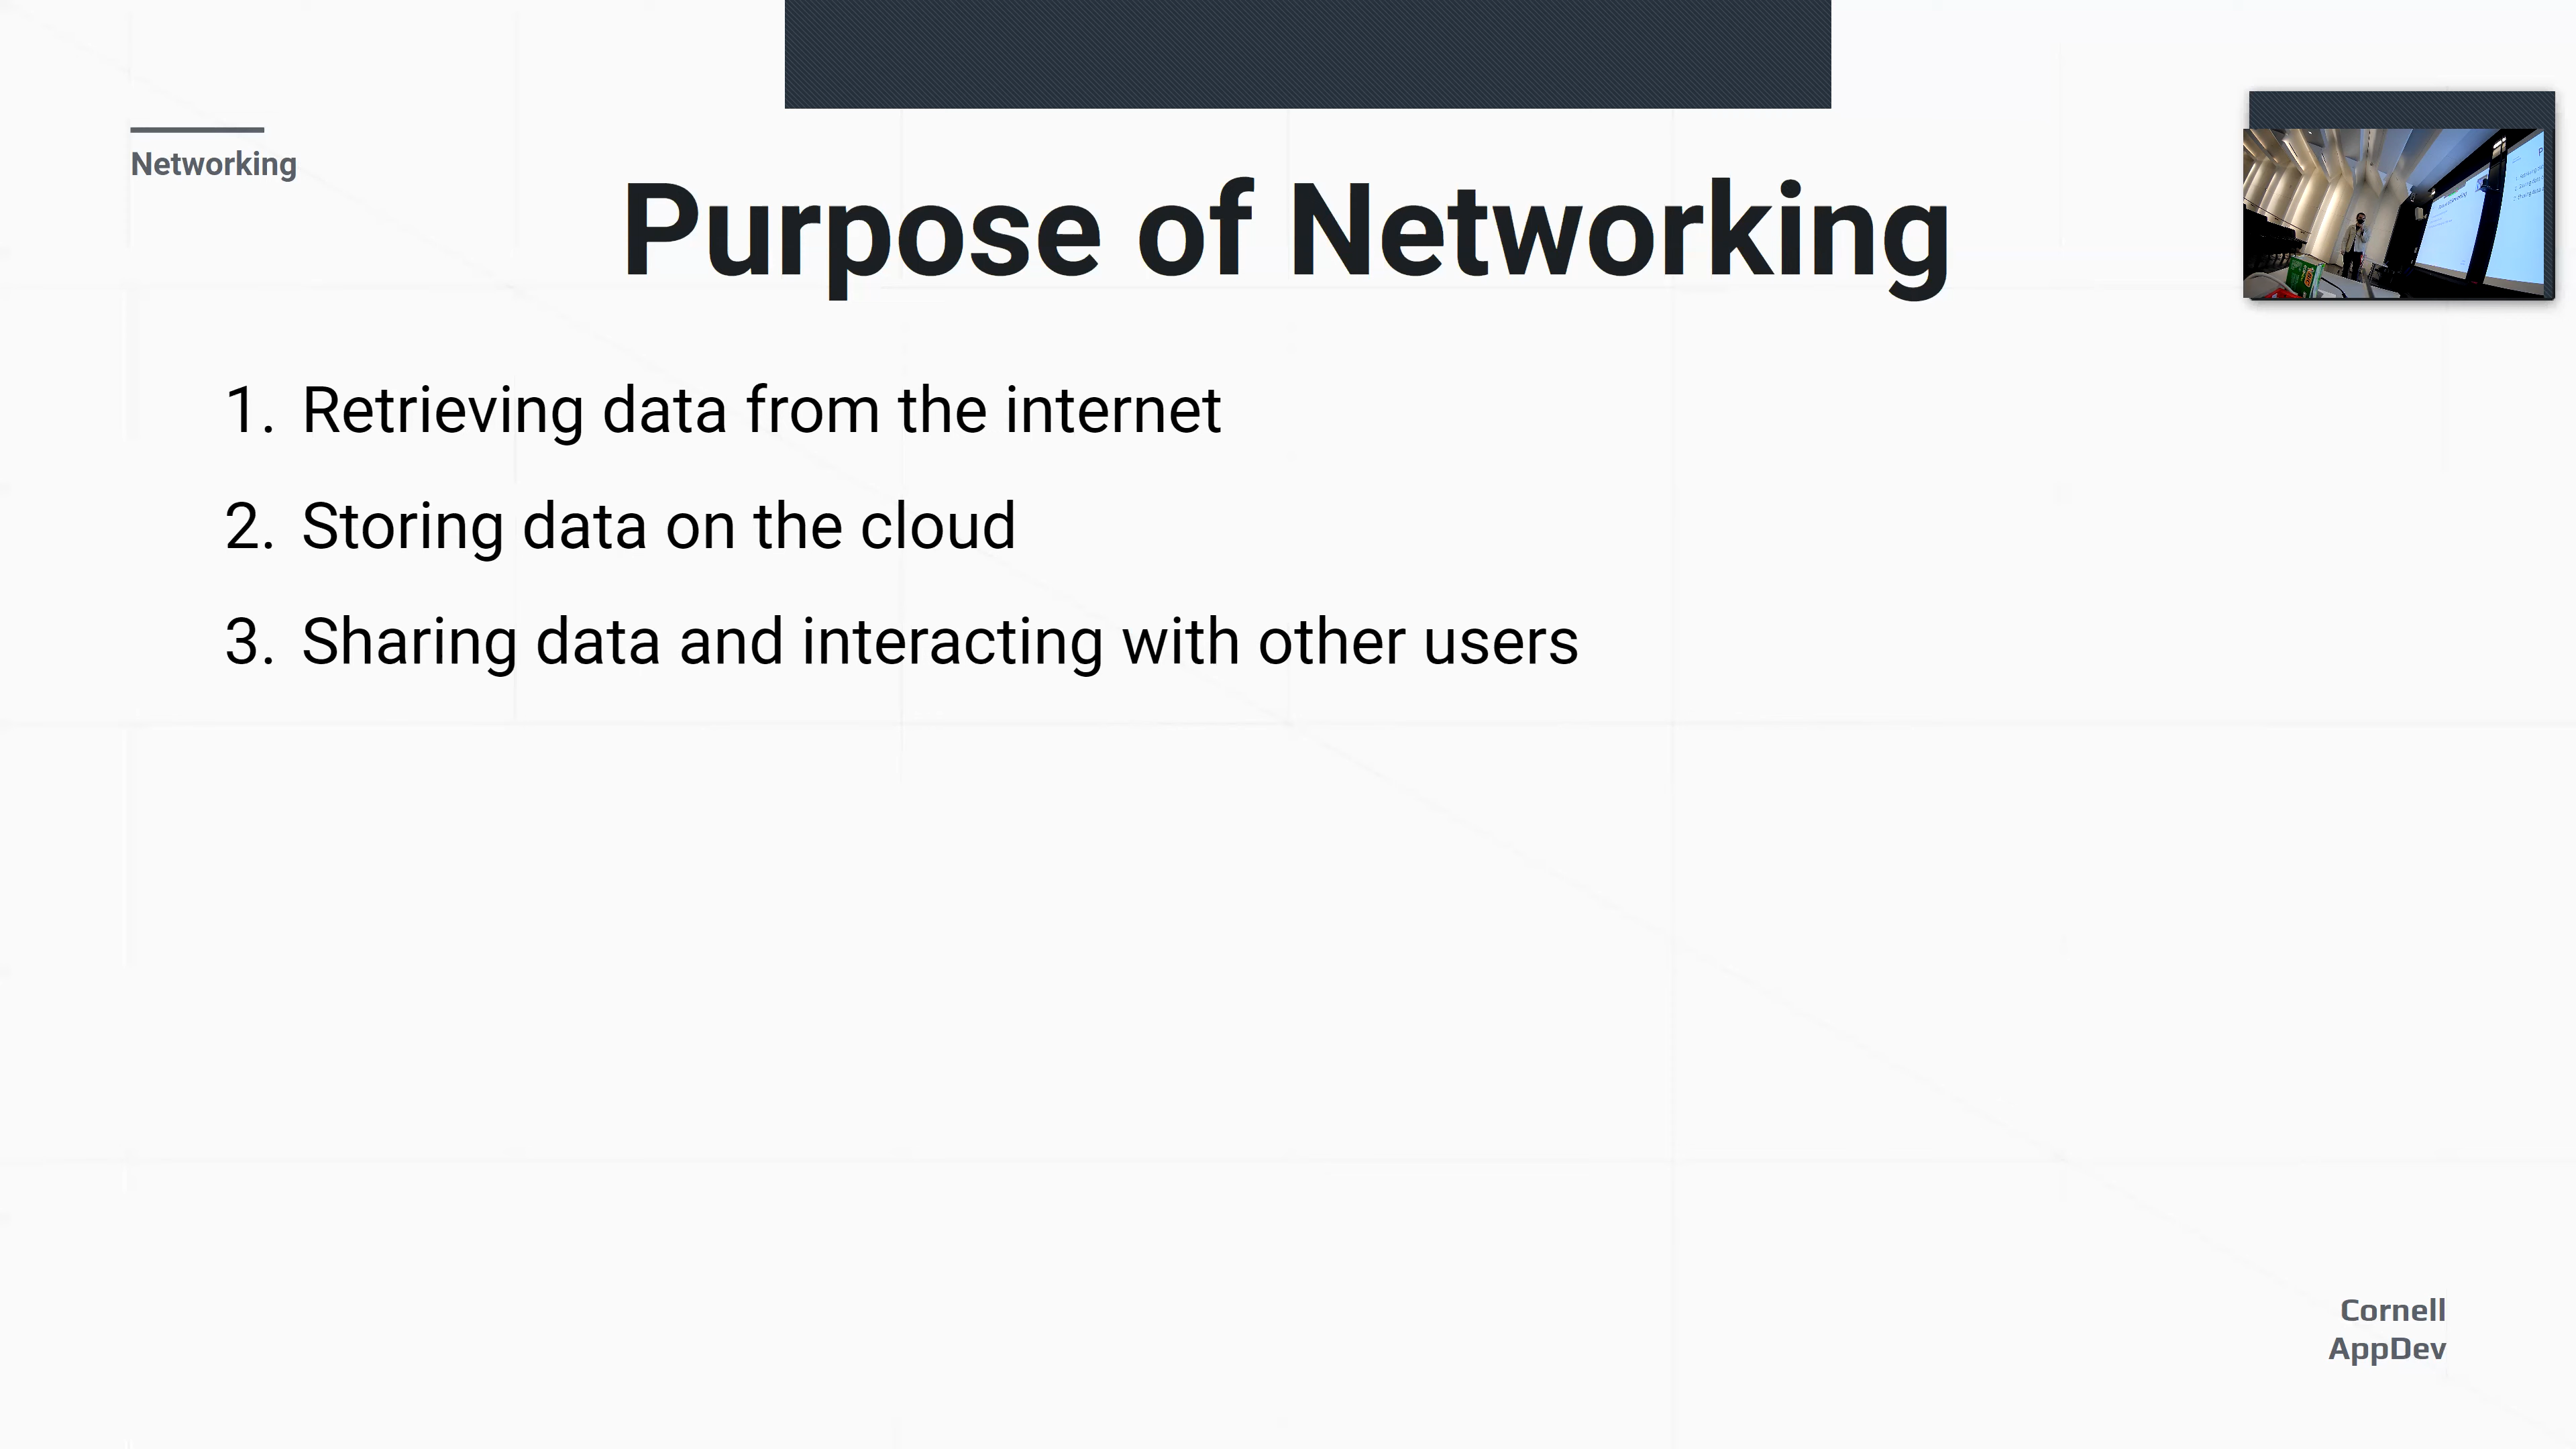 Networking
Purpose of Networking
1. Retrieving data from the internet
2. Storing data on the cloud
3. Sharing data and interacting with other users
Cornell
AppDev